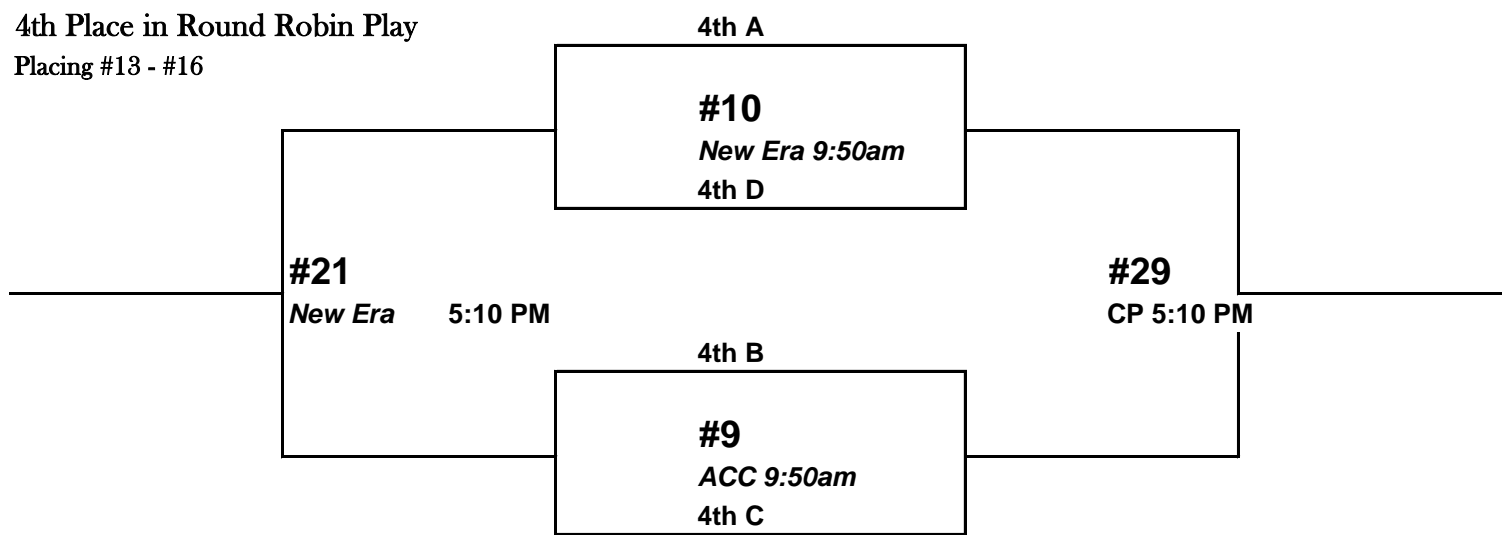 4th Place in Round Robin Play
Placing #13 - #16
4th A
#10
New Era 9:50am
4th D
#21
New Era 5:10 PM
#29
CP 5:10 PM
4th B
#9
ACC 9:50am
4th C